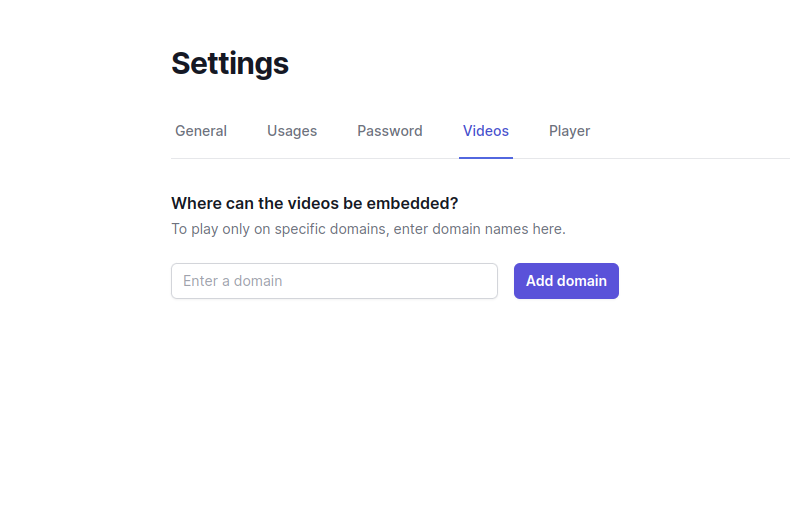 Settings
General Usages Password Videos Player
Where can the videos be embedded?
To play only on specific domains, enter domain names here.
Enter a domain Add domain